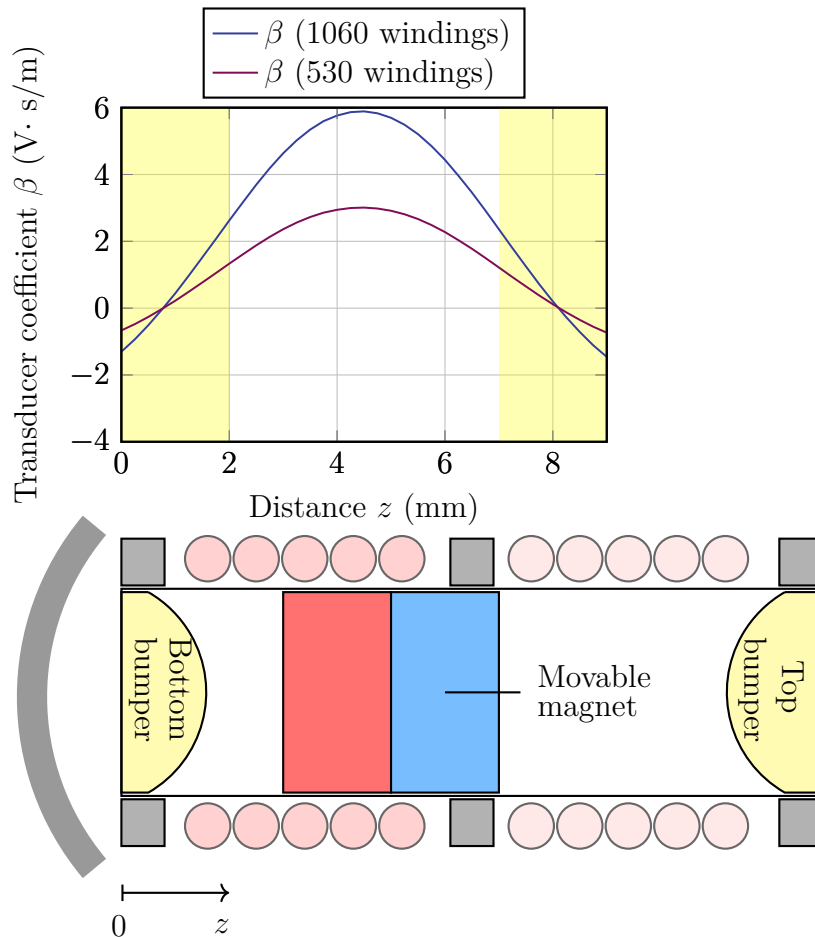 β (1060 windings)
β (530 windings)
Transducer coefficient β (V· s/m)
6
4
2
0
−2
−4
0 2 4 6 8
Distance z (mm)
Bottom
bumper
Movable
magnet
Top
bumper
0 z